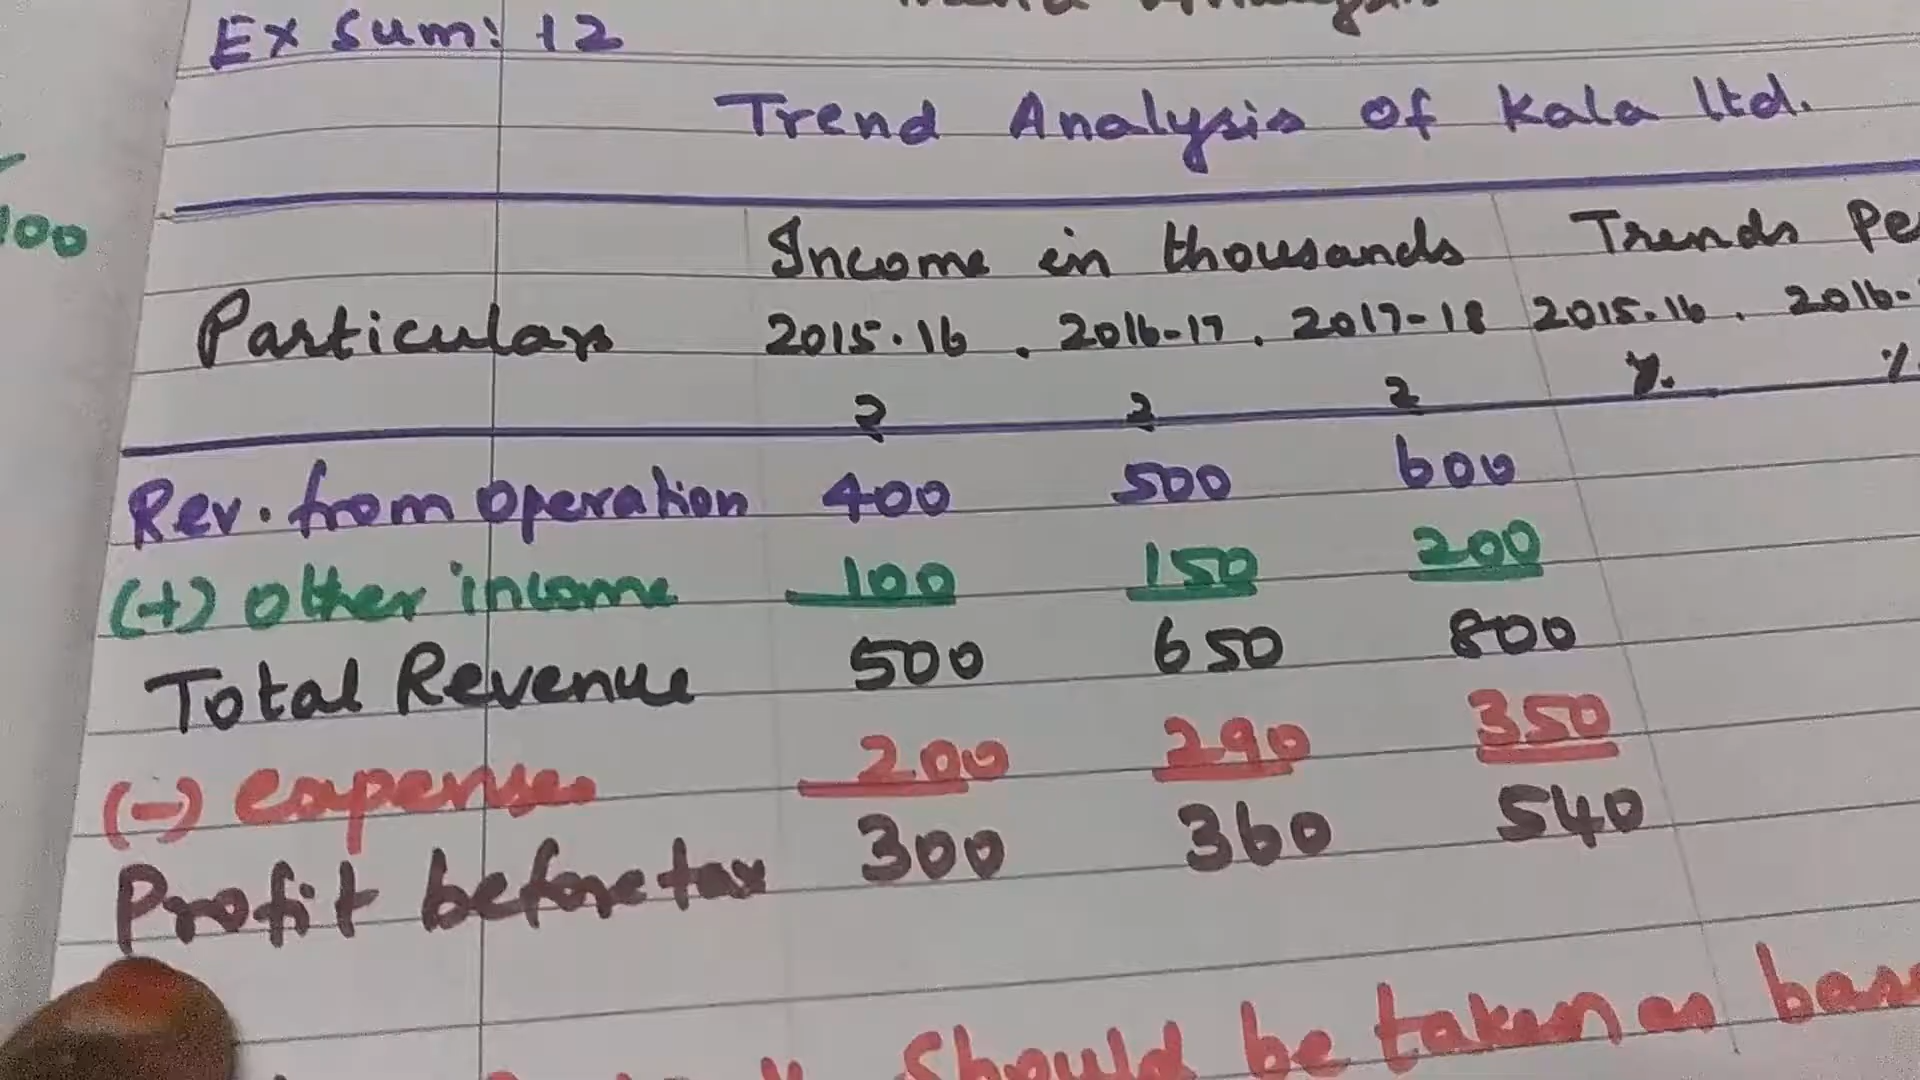 Ex Sum: 12
Trend Analysis of Kala Ltd.
100
Income in thousands Trends Pe
Particulars 2015-16 . 2016-17 . 2017-18 2015-16 . 2016-
₹ ₹ ₹ %. %
Rev. from operation 400 500 600
(+) other income 100 150 200
Total Revenue 500 650 800
(-) expenses 200 290 350
Profit before tax 300 360 540
should be taken as bas